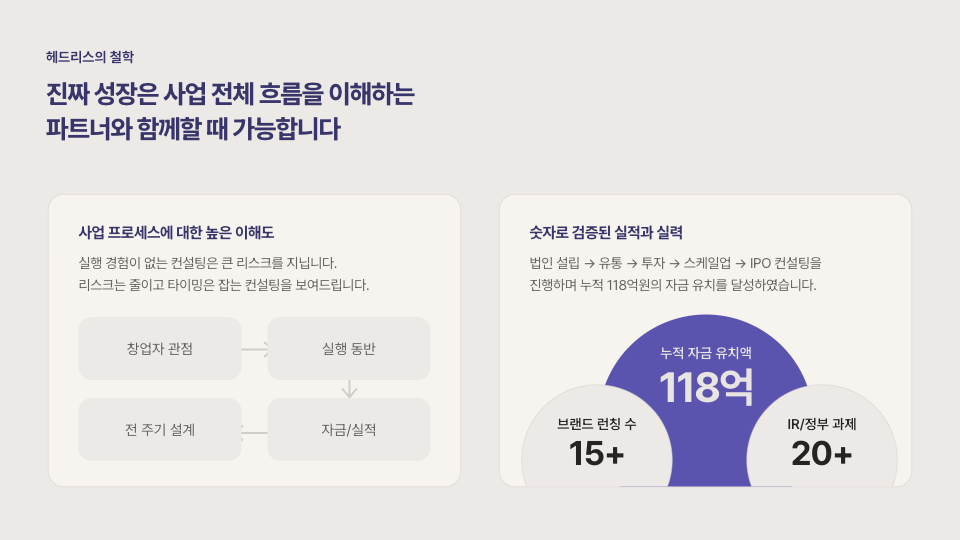 헤드리스의 철학
진짜 성장은 사업 전체 흐름을 이해하는
파트너와 함께할 때 가능합니다
사업 프로세스에 대한 높은 이해도
실행 경험이 없는 컨설팅은 큰 리스크를 지닙니다.
리스크는 줄이고 타이밍은 잡는 컨설팅을 보여드립니다.
창업자 관점
실행 동반
전 주기 설계
자금/실적
숫자로 검증된 실적과 실력
법인 설립 → 유통 → 투자 → 스케일업 → IPO 컨설팅을
진행하며 누적 118억원의 자금 유치를 달성하였습니다.
누적 자금 유치액
118억
브랜드 런칭 수
15+
IR/정부 과제
20+